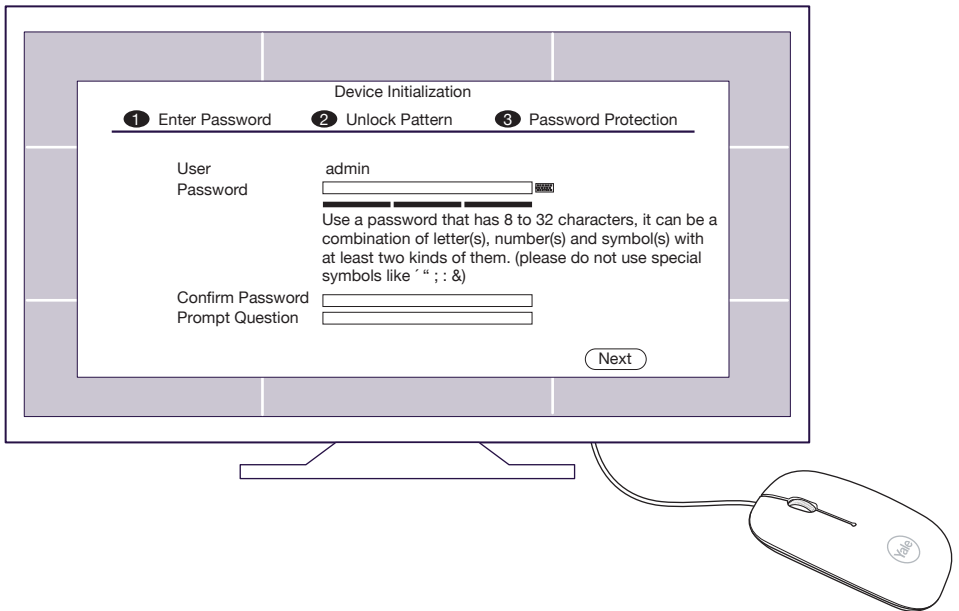 Device Initialization
1 Enter Password 2 Unlock Pattern 3 Password Protection
User admin
Password
Use a password that has 8 to 32 characters, it can be a
combination of letter(s), number(s) and symbol(s) with
at least two kinds of them. (please do not use special
symbols like ´ “ ; : &)
Confirm Password
Prompt Question
Next
Yale